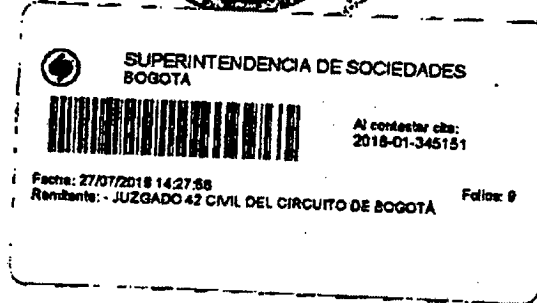 SUPERINTENDENCIA DE SOCIEDADES
BOGOTA
Al contestar cite:
2018-01-345151
Fecha: 27/07/2018 14:27:56
Folios: 9
Remitente: - JUZGADO 42 CIVIL DEL CIRCUITO DE BOGOTÁ